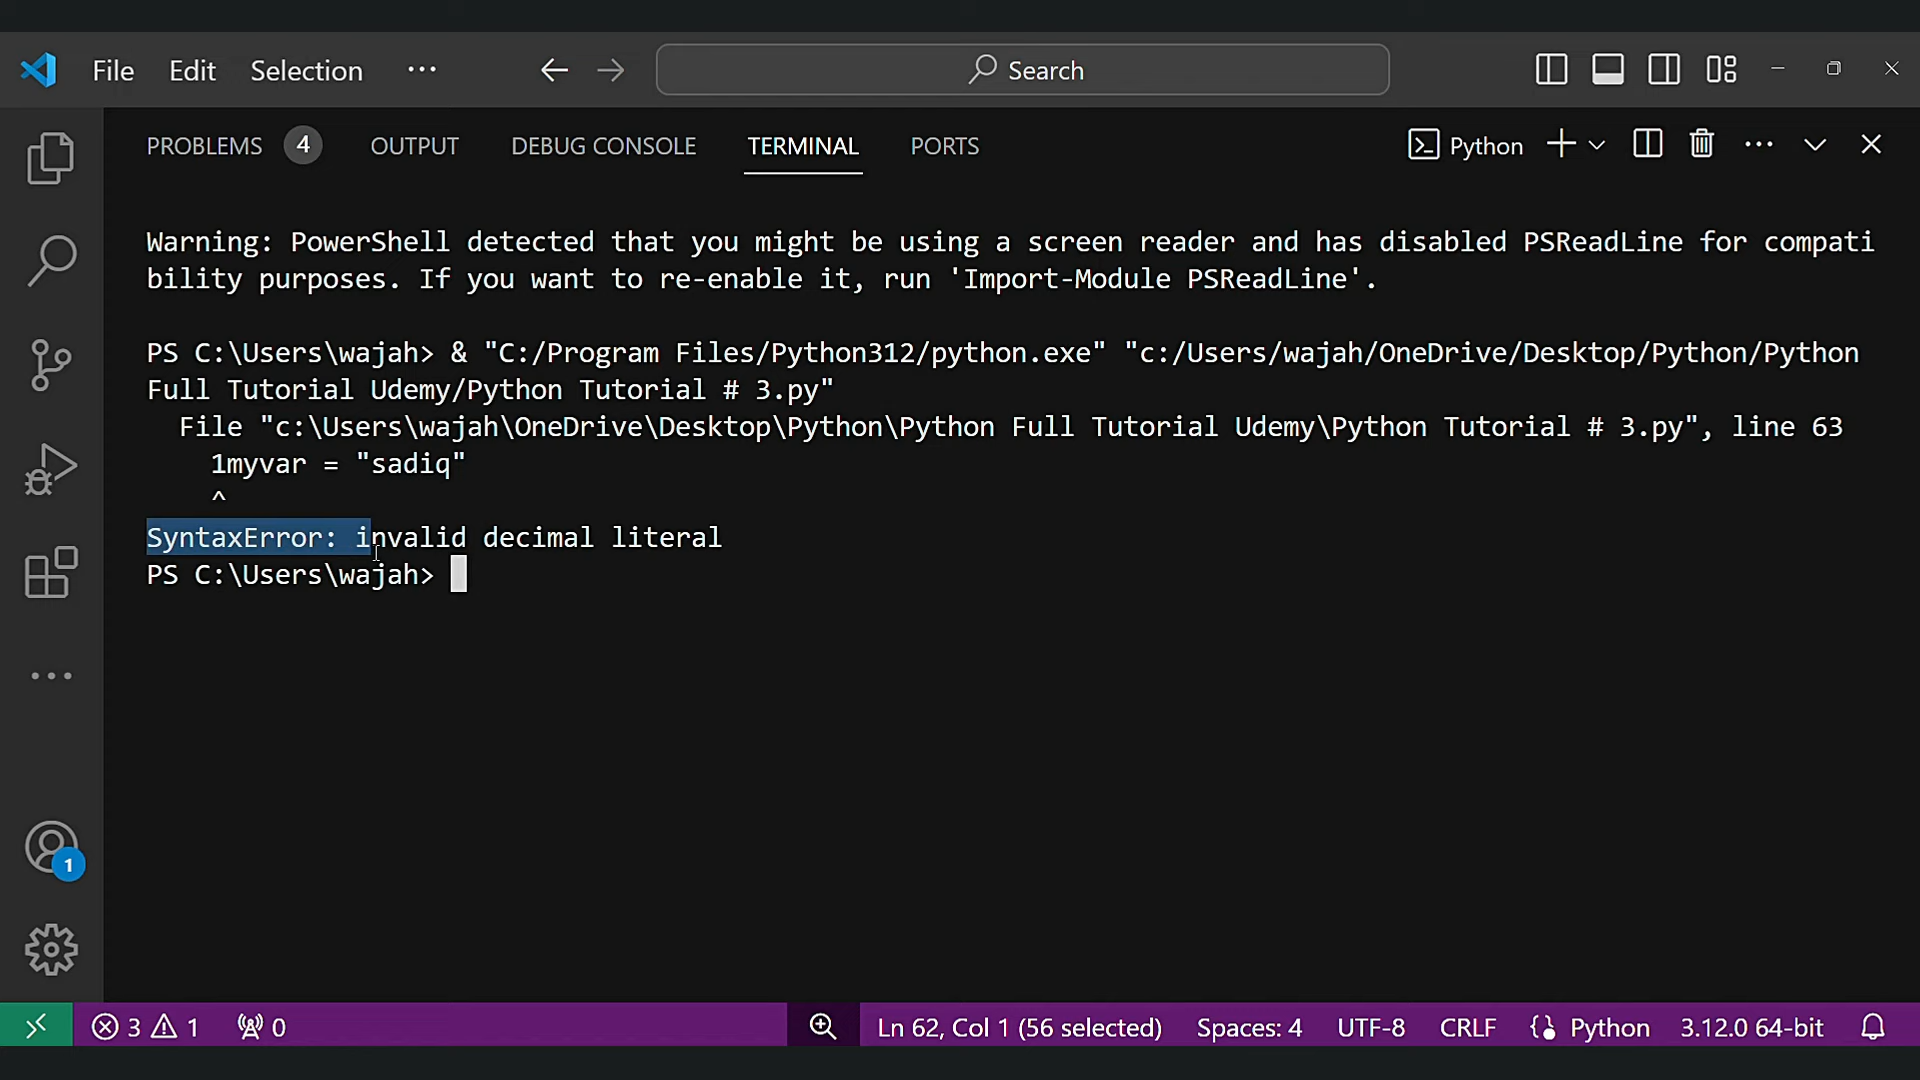 File Edit Selection ··· Search
PROBLEMS 4 OUTPUT DEBUG CONSOLE TERMINAL PORTS Python
Warning: PowerShell detected that you might be using a screen reader and has disabled PSReadLine for compati
bility purposes. If you want to re-enable it, run 'Import-Module PSReadLine'.
PS C:\Users\wajah> & "C:/Program Files/Python312/python.exe" "c:/Users/wajah/OneDrive/Desktop/Python/Python
Full Tutorial Udemy/Python Tutorial # 3.py"
File "c:\Users\wajah\OneDrive\Desktop\Python\Python Full Tutorial Udemy\Python Tutorial # 3.py", line 63
1myvar = "sadiq"
^
SyntaxError: invalid decimal literal
PS C:\Users\wajah>
1
3 1 0 Ln 62, Col 1 (56 selected) Spaces: 4 UTF-8 CRLF Python 3.12.0 64-bit